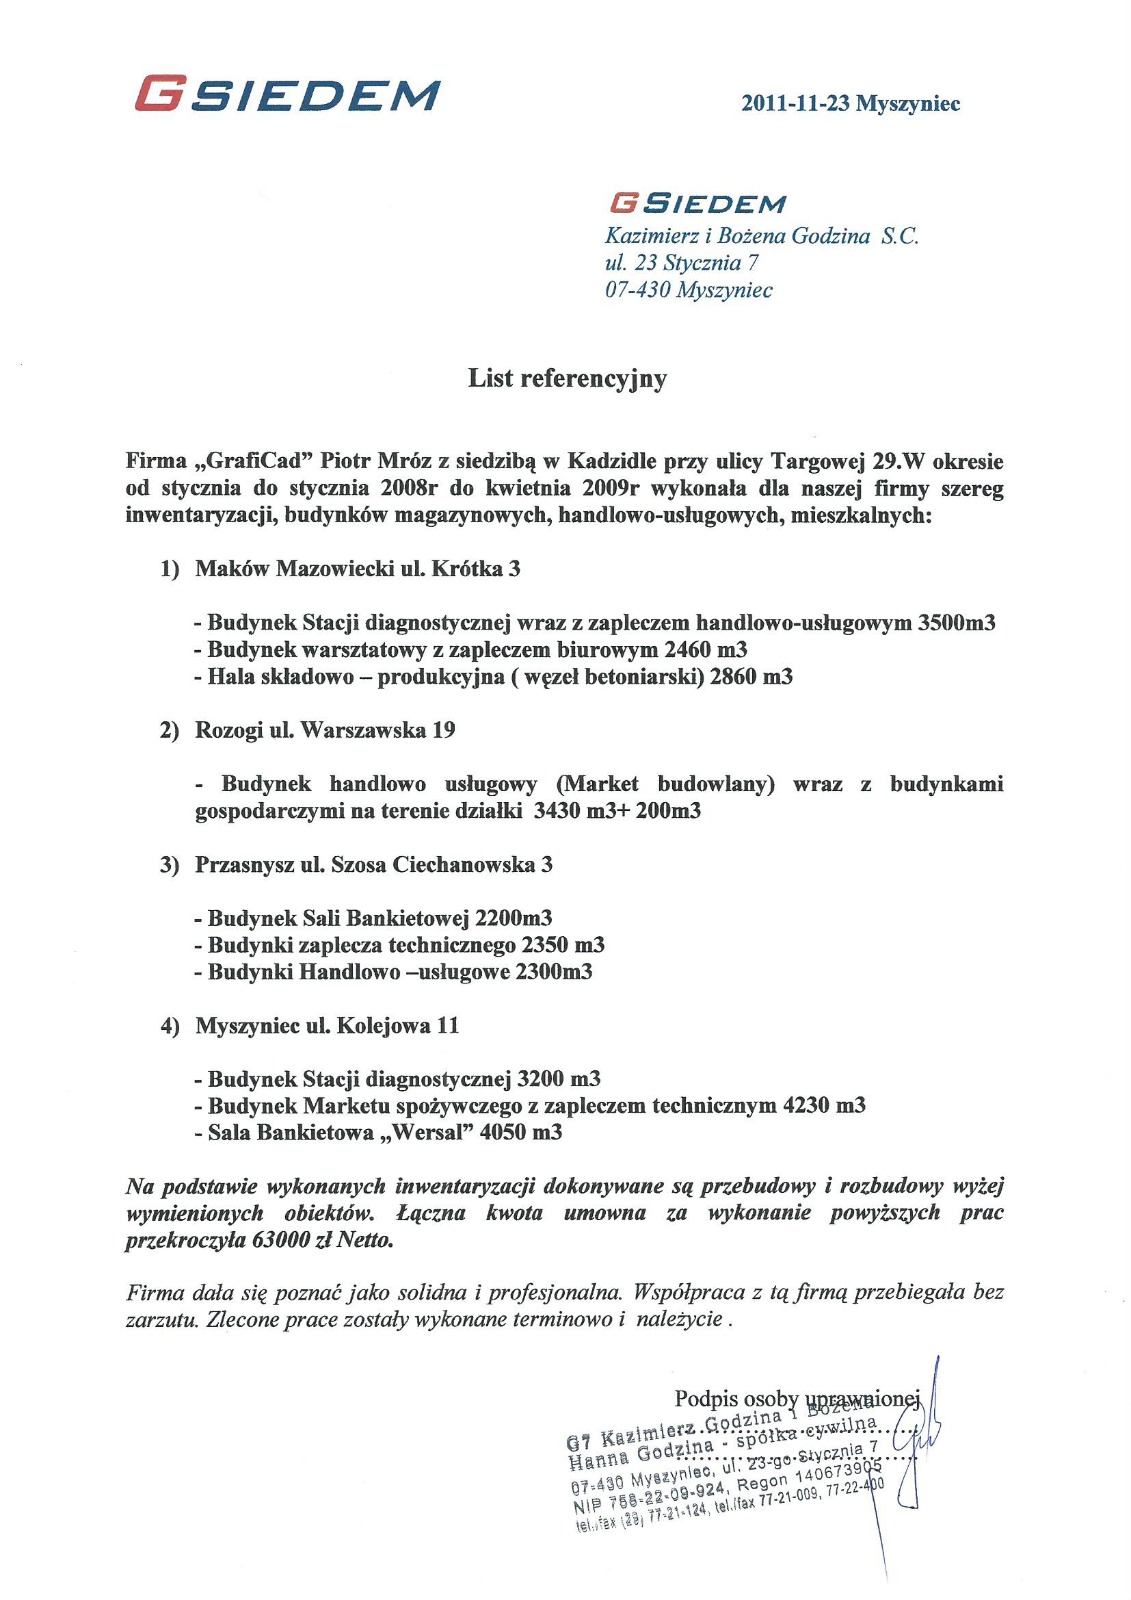 GSIEDEM
2011-11-23 Myszyniec
GSIEDEM
Kazimierz i Bożena Godzina S.C.
ul. 23 Stycznia 7
07-430 Myszyniec
List referencyjny
Firma „GrafiCad” Piotr Mróz z siedzibą w Kadzidle przy ulicy Targowej 29.W okresie
od stycznia do stycznia 2008r do kwietnia 2009r wykonała dla naszej firmy szereg
inwentaryzacji, budynków magazynowych, handlowo-usługowych, mieszkalnych:
1) Maków Mazowiecki ul. Krótka 3
- Budynek Stacji diagnostycznej wraz z zapleczem handlowo-usługowym 3500m3
- Budynek warsztatowy z zapleczem biurowym 2460 m3
- Hala składowo – produkcyjna ( węzeł betoniarski) 2860 m3
2) Rozogi ul. Warszawska 19
- Budynek handlowo usługowy (Market budowlany) wraz z budynkami
gospodarczymi na terenie działki 3430 m3+ 200m3
3) Przasnysz ul. Szosa Ciechanowska 3
- Budynek Sali Bankietowej 2200m3
- Budynki zaplecza technicznego 2350 m3
- Budynki Handlowo –usługowe 2300m3
4) Myszyniec ul. Kolejowa 11
- Budynek Stacji diagnostycznej 3200 m3
- Budynek Marketu spożywczego z zapleczem technicznym 4230 m3
- Sala Bankietowa „Wersal” 4050 m3
Na podstawie wykonanych inwentaryzacji dokonywane są przebudowy i rozbudowy wyżej
wymienionych obiektów. Łączna kwota umowna za wykonanie powyższych prac
przekroczyła 63000 zł Netto.
Firma dała się poznać jako solidna i profesjonalna. Współpraca z tą firmą przebiegała bez
zarzutu. Zlecone prace zostały wykonane terminowo i należycie .
Podpis osoby uprawnionej
G7 Kazimierz Godzina i Bożena
Hanna Godzina - spółka cywilna
07-430 Myszyniec, ul. 23-go Stycznia 7
NIP 758-22-09-924, Regon 140673905
tel./fax (29) 77-21-124, tel./fax 77-21-009, 77-22-400